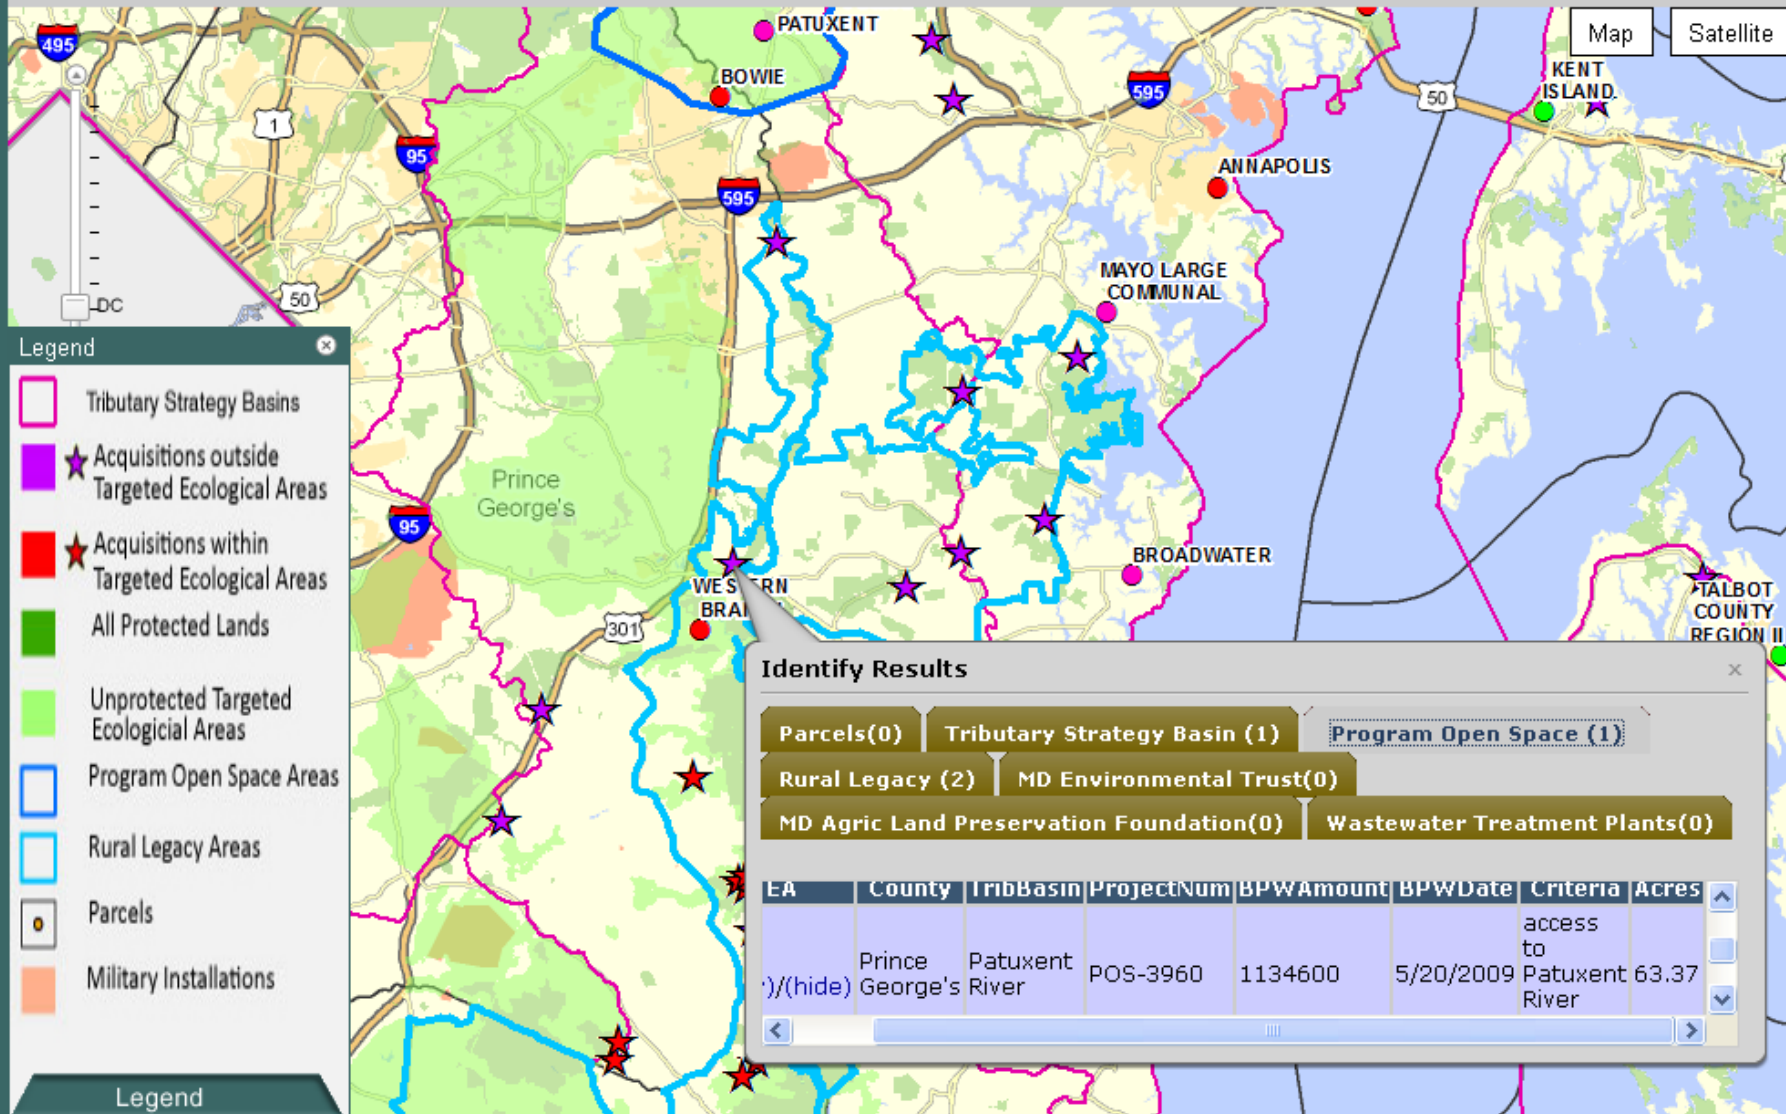 495
PATUXENT
Map
Satellite
BOWIE
KENT
ISLAND
595
50
1
95
ANNAPOLIS
595
MAYO LARGE
COMMUNAL
50
DC
Legend
Tributary Strategy Basins
Acquisitions outside
Targeted Ecological Areas
Acquisitions within
Targeted Ecological Areas
All Protected Lands
Unprotected Targeted
Ecologicial Areas
Program Open Space Areas
Rural Legacy Areas
Parcels
Military Installations
Legend
Prince
George's
95
BROADWATER
WESTERN
301
TALBOT
COUNTY
REGION II
Identify Results
Parcels(0)
Tributary Strategy Basin (1)
Program Open Space (1)
Rural Legacy (2)
MD Environmental Trust(0)
MD Agric Land Preservation Foundation(0)
Wastewater Treatment Plants(0)
EA County TribBasin ProjectNum BPWAmount BPWDate Criteria Acres
)/(hide) Prince George's Patuxent River POS-3960 1134600 5/20/2009 access to Patuxent River 63.37